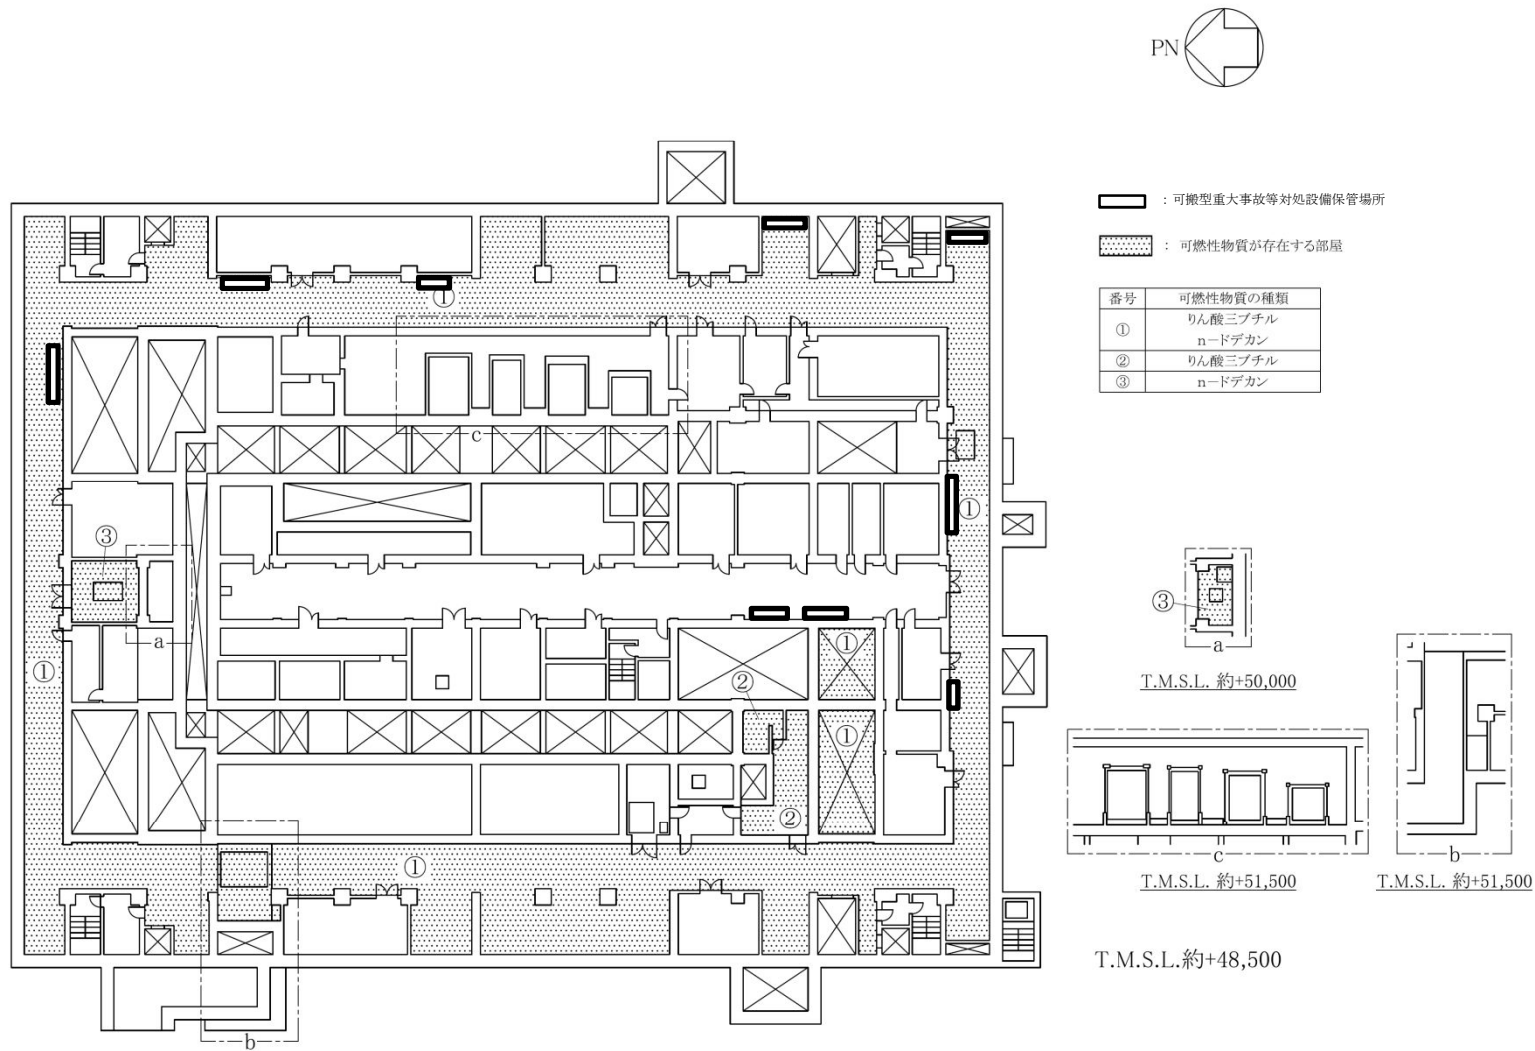 PN
：可搬型重大事故等対処設備保管場所
： 可燃性物質が存在する部屋
番号 可燃性物質の種類
① りん酸三ブチル
n－ドデカン
② りん酸三ブチル
③ n－ドデカン
①
c
①
③
a
①
①
②
①
②
①
b
③
a
T.M.S.L. 約+50,000
c
T.M.S.L. 約+51,500
b
T.M.S.L. 約+51,500
T.M.S.L.約+48,500